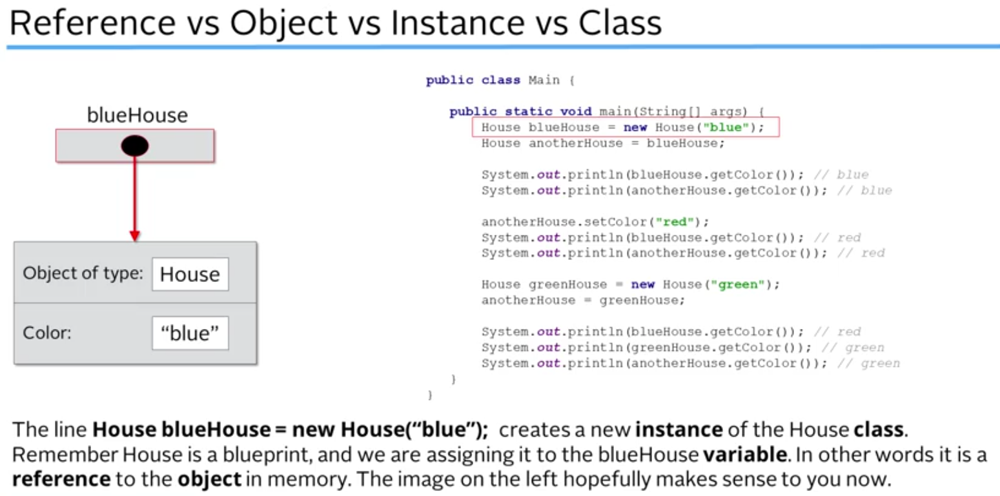 Reference vs Object vs Instance vs Class
blueHouse
Object of type: House
Color: “blue”
public class Main {
public static void main(String[] args) {
House blueHouse = new House("blue");
House anotherHouse = blueHouse;
System.out.println(blueHouse.getColor()); // blue
System.out.println(anotherHouse.getColor()); // blue
anotherHouse.setColor("red");
System.out.println(blueHouse.getColor()); // red
System.out.println(anotherHouse.getColor()); // red
House greenHouse = new House("green");
anotherHouse = greenHouse;
System.out.println(blueHouse.getColor()); // red
System.out.println(greenHouse.getColor()); // green
System.out.println(anotherHouse.getColor()); // green
}
}
The line House blueHouse = new House(“blue”); creates a new instance of the House class.
Remember House is a blueprint, and we are assigning it to the blueHouse variable. In other words it is a
reference to the object in memory. The image on the left hopefully makes sense to you now.